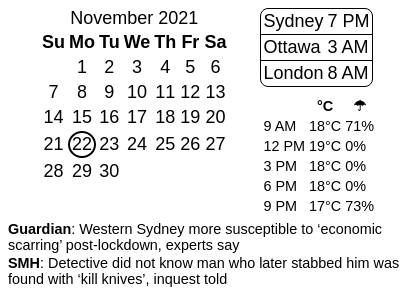 November 2021
Su Mo Tu We Th Fr Sa
1 2 3 4 5 6
7 8 9 10 11 12 13
14 15 16 17 18 19 20
21 22 23 24 25 26 27
28 29 30
Sydney 7 PM
Ottawa 3 AM
London 8 AM
°C ☂
9 AM 18°C 71%
12 PM 19°C 0%
3 PM 18°C 0%
6 PM 18°C 0%
9 PM 17°C 73%
Guardian: Western Sydney more susceptible to ‘economic
scarring’ post-lockdown, experts say
SMH: Detective did not know man who later stabbed him was
found with ‘kill knives’, inquest told